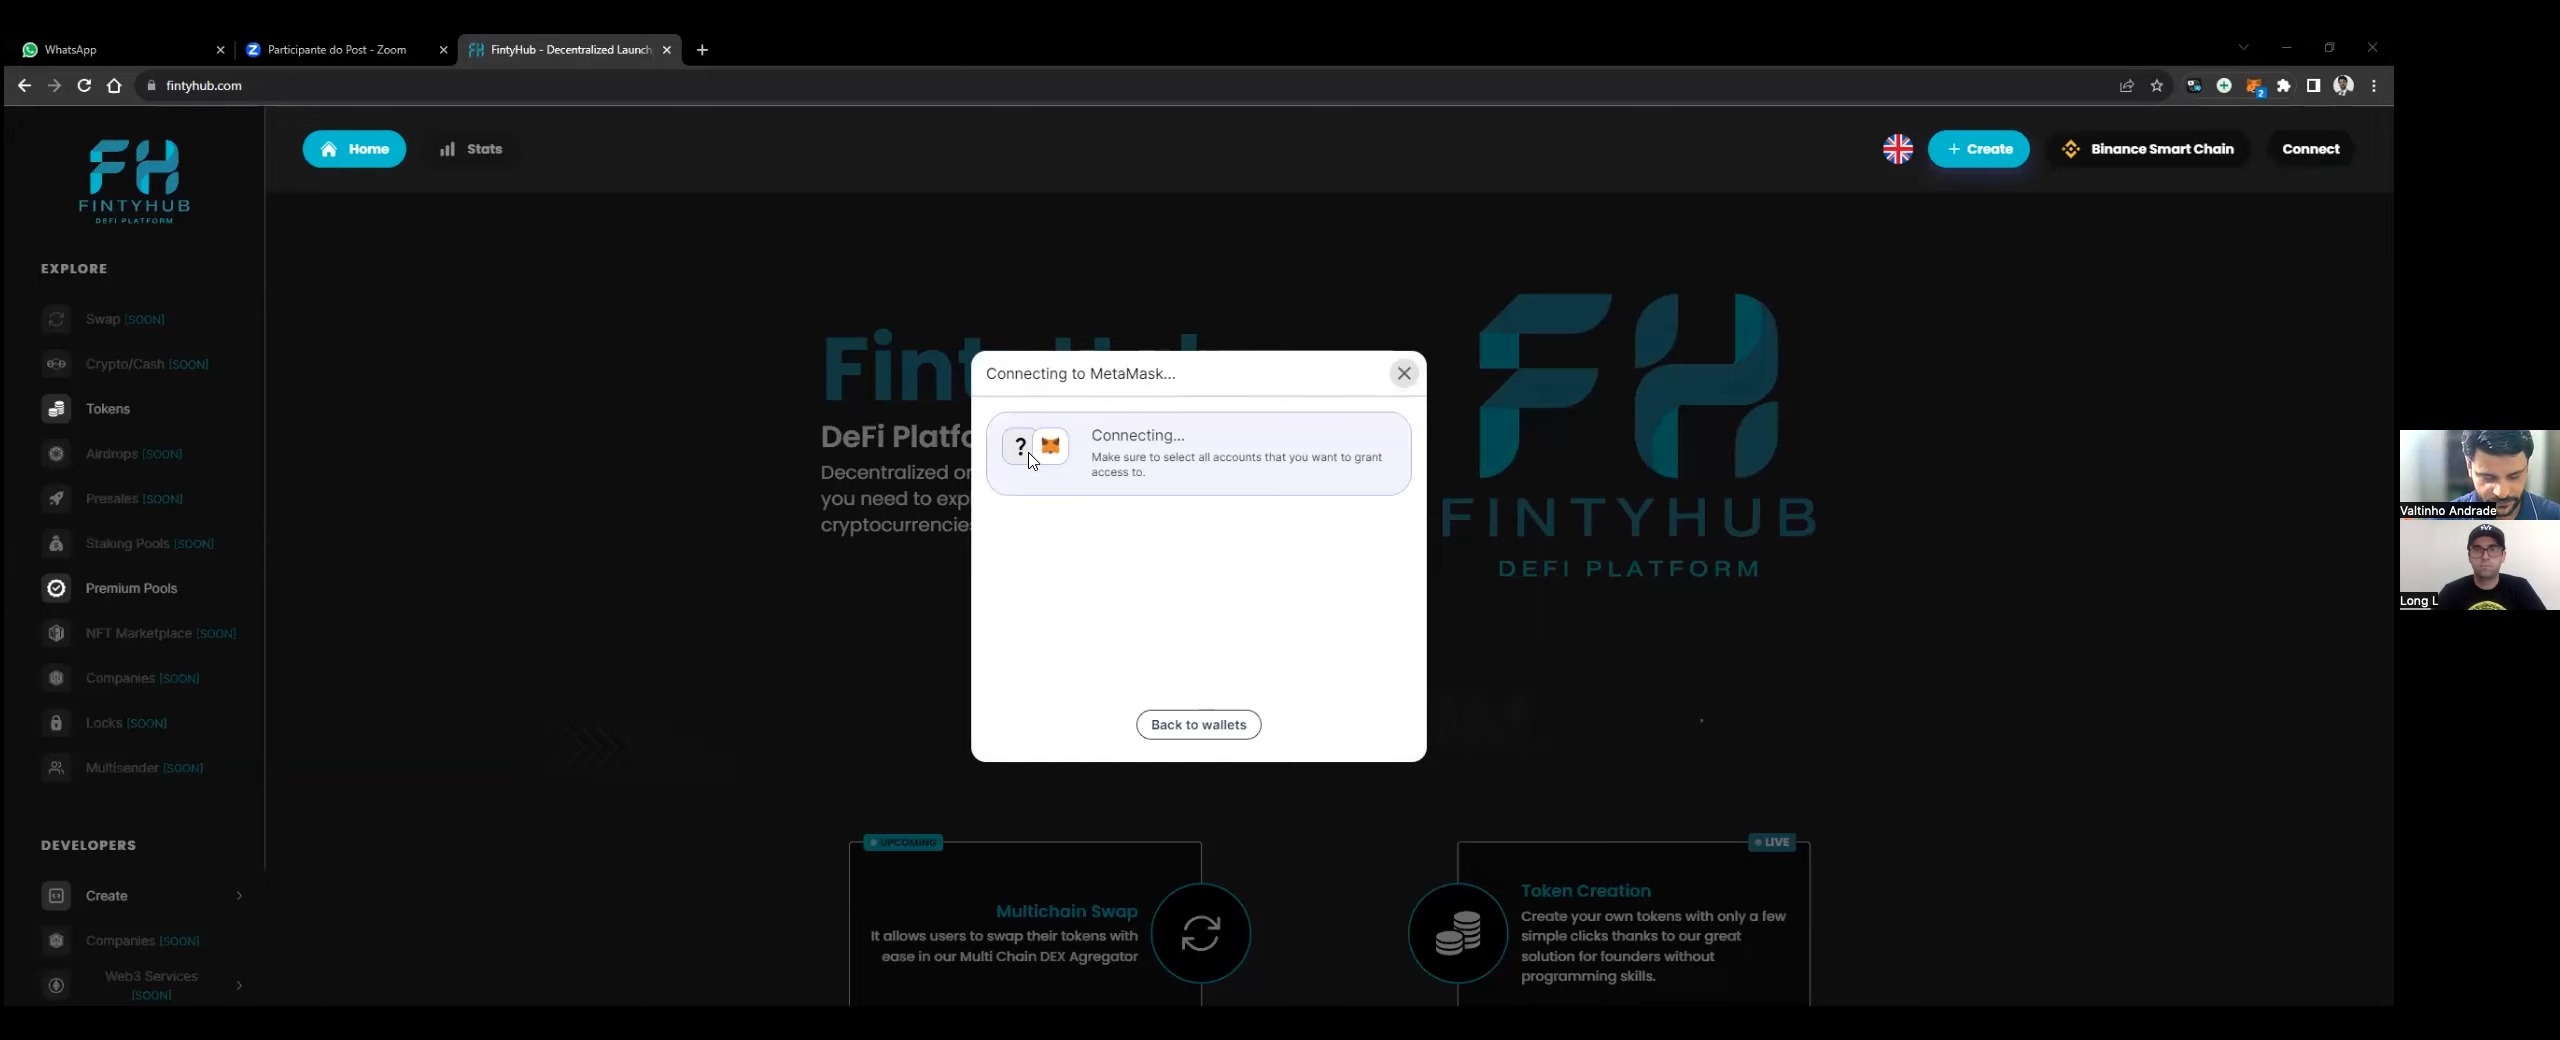 WhatsApp
Participante do Post - Zoom
FintyHub - Decentralized Launch
fintyhub.com
FINTYHUB
DEFI PLATFORM
Home
Stats
+ Create
Binance Smart Chain
Connect
EXPLORE
Swap [SOON]
Crypto/Cash [SOON]
Tokens
Airdrops [SOON]
Presales [SOON]
Staking Pools [SOON]
Premium Pools
NFT Marketplace [SOON]
Companies [SOON]
Locks [SOON]
Multisender [SOON]
DEVELOPERS
Create
Companies [SOON]
Web3 Services
[SOON]
DeFi
Decentralized
you need to
cryptocurrencies
Connecting to MetaMask...
?
Connecting...
Make sure to select all accounts that you want to grant
access to.
Back to wallets
FINTYHUB
DEFI PLATFORM
UPCOMING
Multichain Swap
It allows users to swap their tokens with
ease in our Multi Chain DEX Agregator
LIVE
Token Creation
Create your own tokens with only a few
simple clicks thanks to our great
solution for founders without
programming skills.
2
Valtinho Andrade
Long L